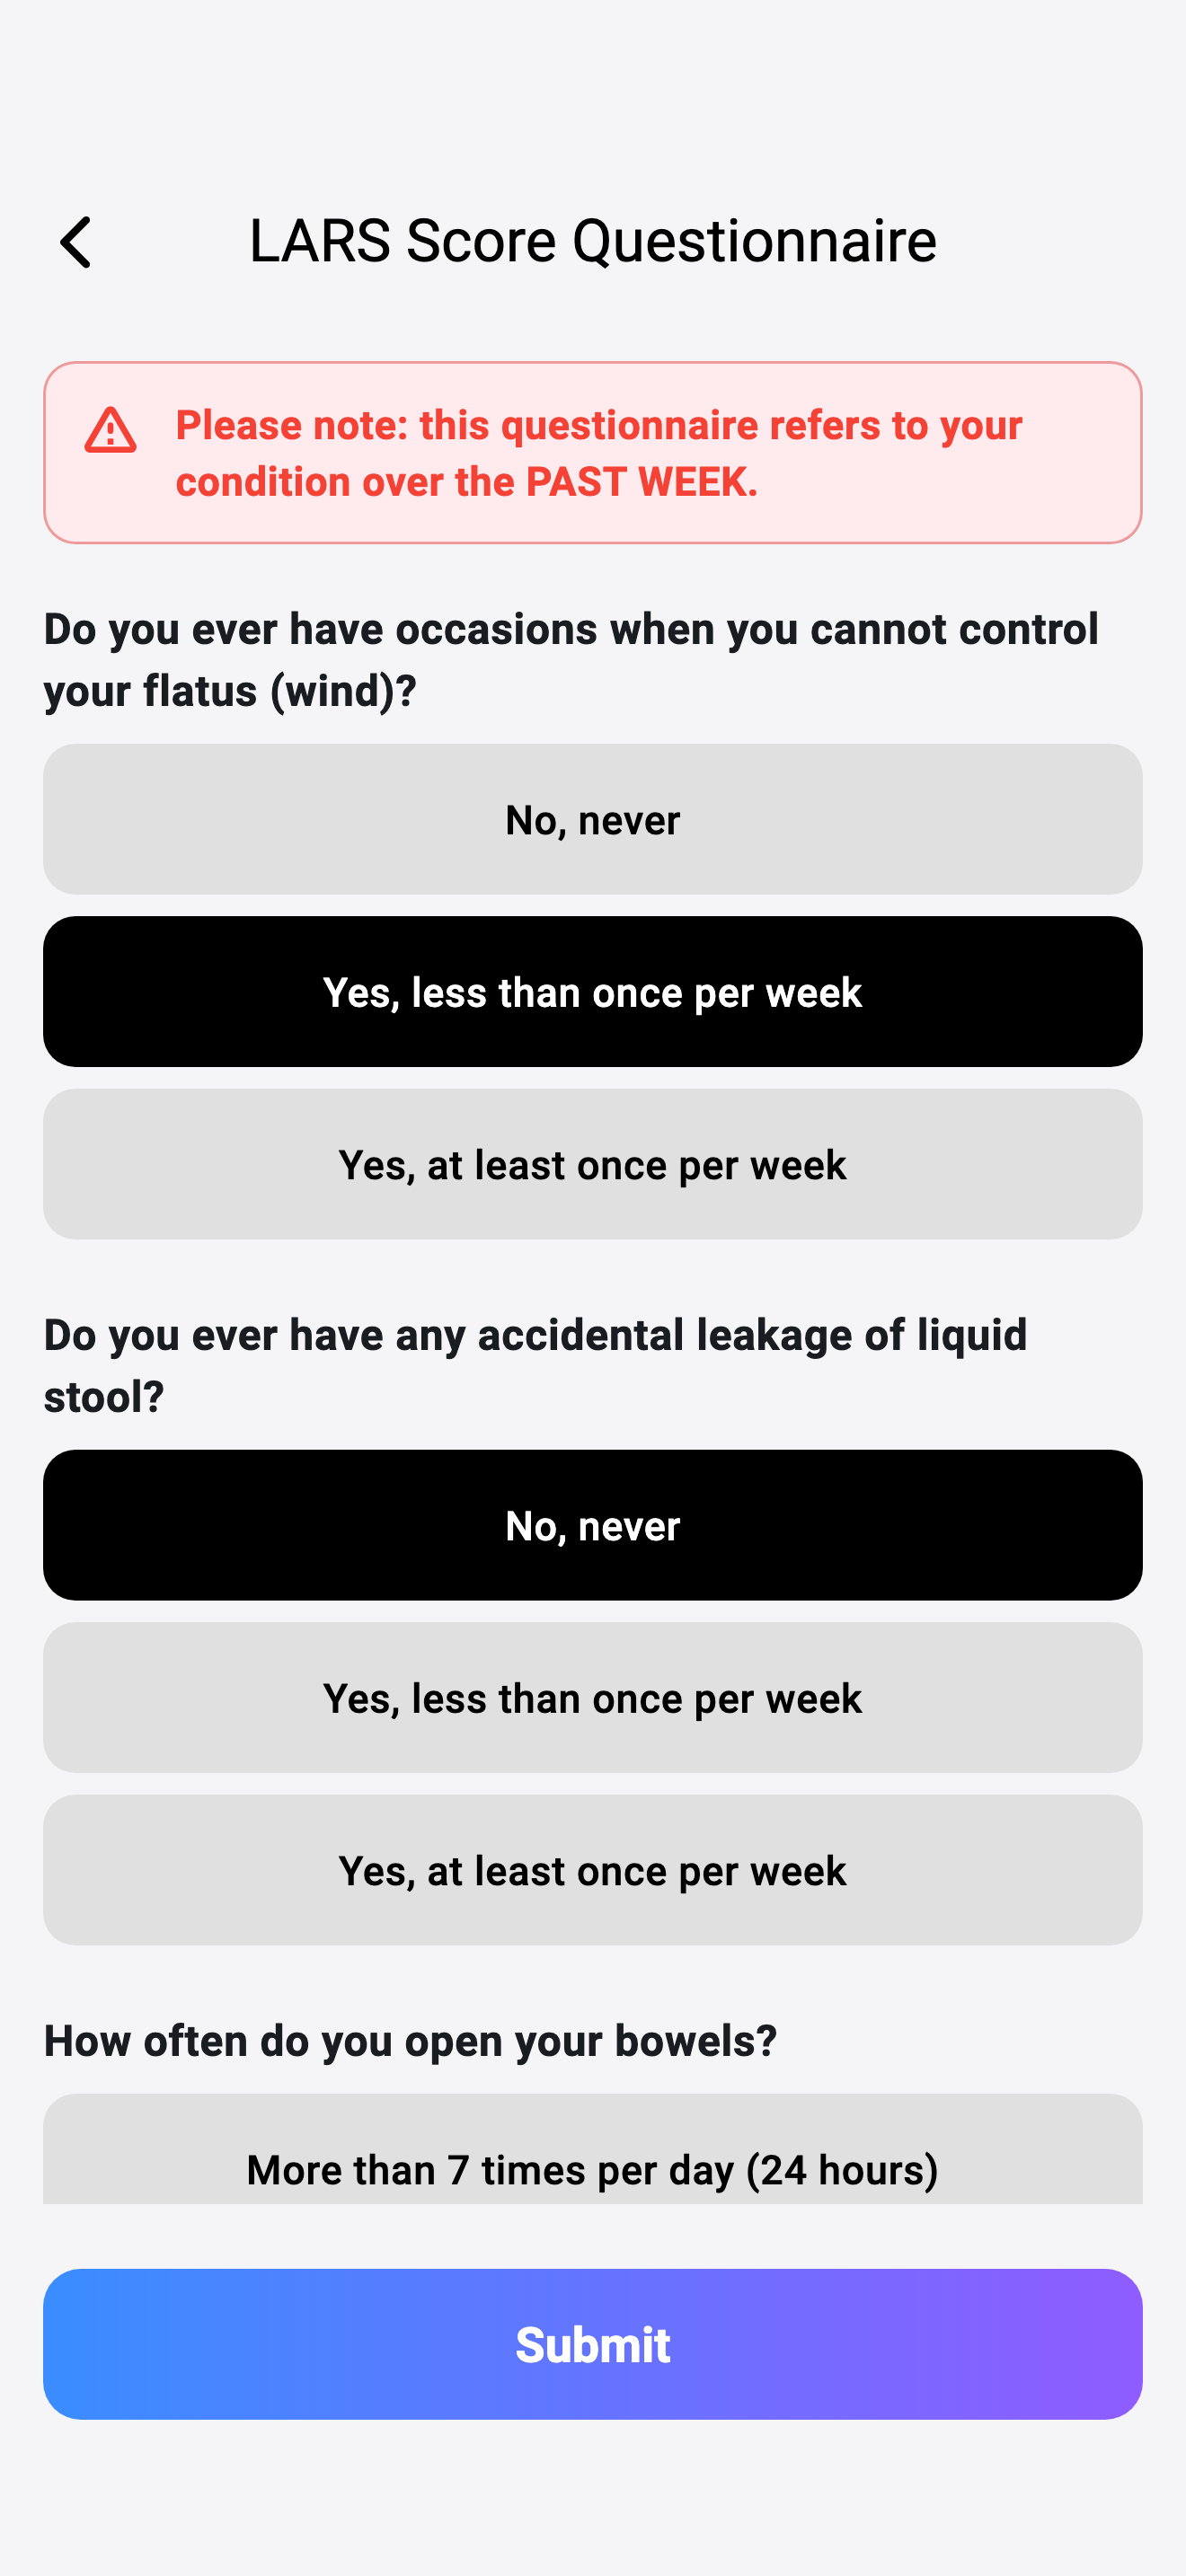 LARS Score Questionnaire
Please note: this questionnaire refers to your
condition over the PAST WEEK.
Do you ever have occasions when you cannot control
your flatus (wind)?
No, never
Yes, less than once per week
Yes, at least once per week
Do you ever have any accidental leakage of liquid
stool?
No, never
Yes, less than once per week
Yes, at least once per week
How often do you open your bowels?
More than 7 times per day (24 hours)
Submit